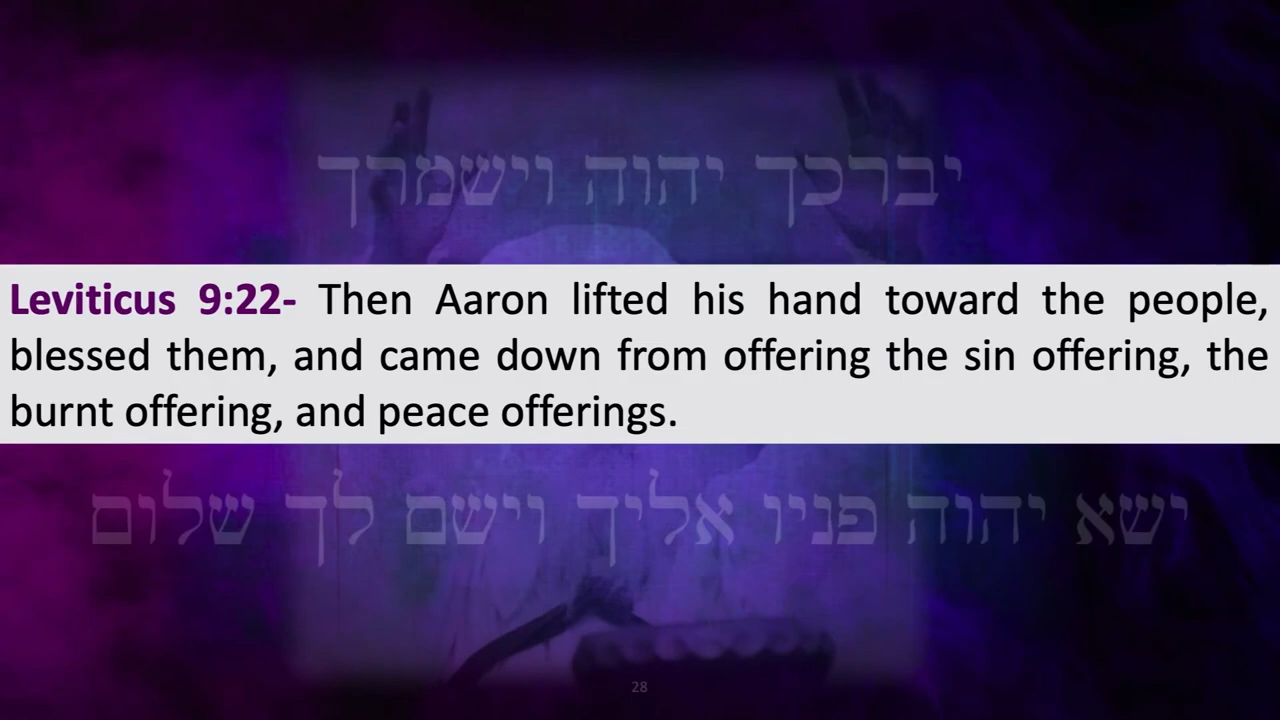 יברכך יהוה וישמרך
Leviticus 9:22- Then Aaron lifted his hand toward the people,
blessed them, and came down from offering the sin offering, the
burnt offering, and peace offerings.
ישא יהוה פניו אליך וישם לך שלום
28